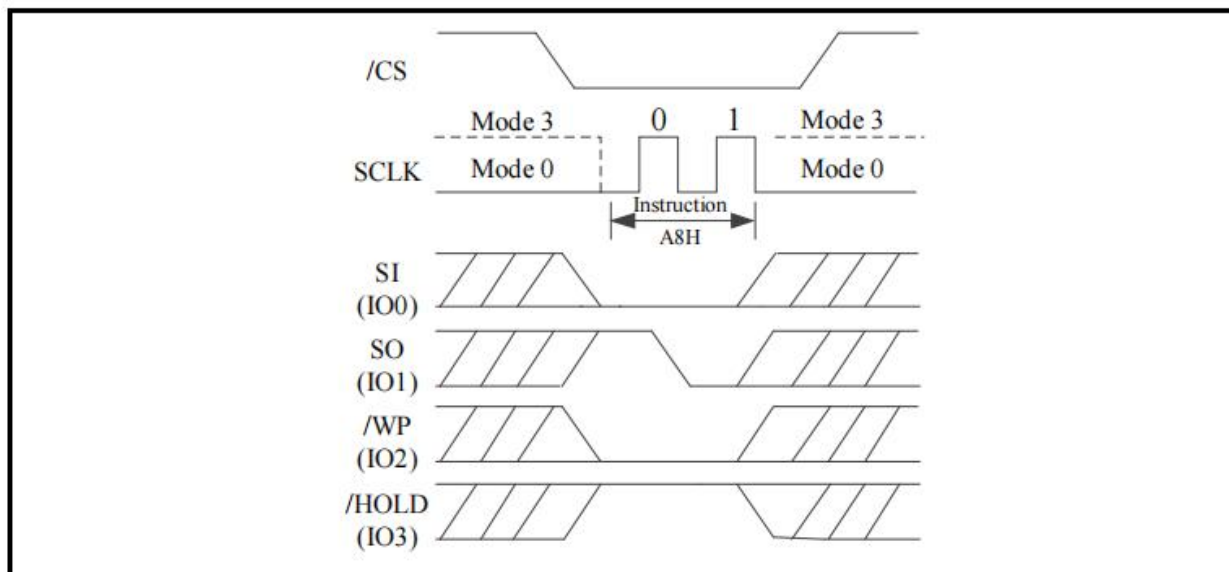 /CS
Mode 3 0 1 Mode 3
SCLK Mode 0 Mode 0
Instruction
A8H
SI
(IO0)
SO
(IO1)
/WP
(IO2)
/HOLD
(IO3)